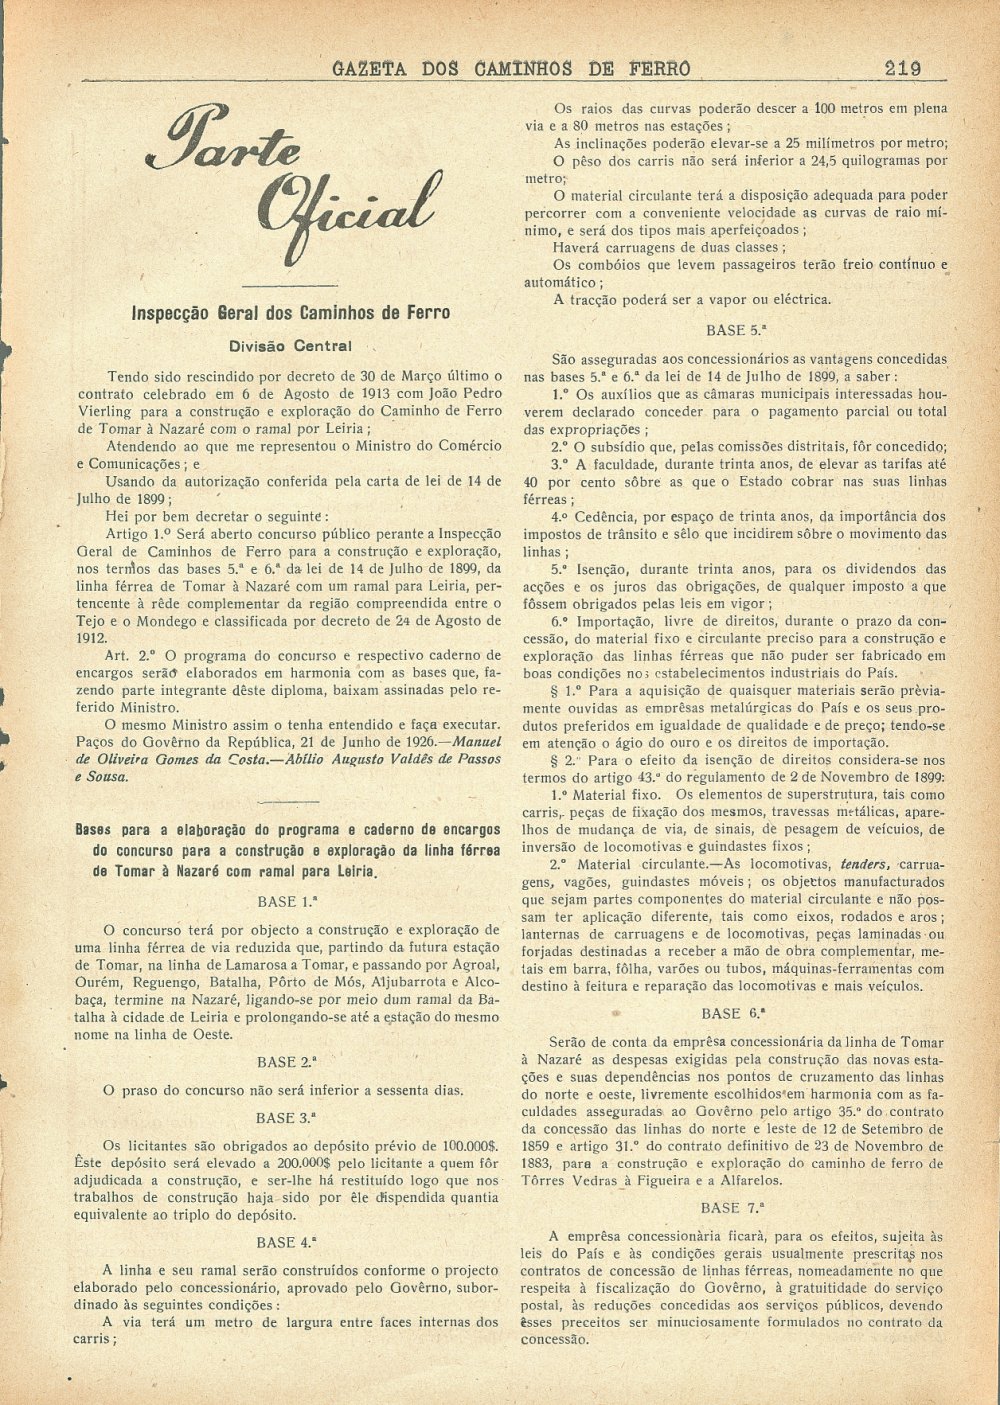 GAZETA DOS CAMINHOS DE FERRO 219
Parte
Oficial
Inspecção Geral dos Caminhos de Ferro
Divisão Central
Tendo sido rescindido por decreto de 30 de Março último o
contrato celebrado em 6 de Agosto de 1913 com João Pedro
Vierling para a construção e exploração do Caminho de Ferro
de Tomar à Nazaré com o ramal por Leiria;
Atendendo ao que me representou o Ministro do Comércio
e Comunicações; e
Usando da autorização conferida pela carta de lei de 14 de
Julho de 1899;
Hei por bem decretar o seguinte:
Artigo 1.º Será aberto concurso público perante a Inspecção
Geral de Caminhos de Ferro para a construção e exploração,
nos termos das bases 5.ª e 6.ª da lei de 14 de Julho de 1899, da
linha férrea de Tomar à Nazaré com um ramal para Leiria, per-
tencente à rêde complementar da região compreendida entre o
Tejo e o Mondego e classificada por decreto de 24 de Agosto de
1912.
Art. 2.º O programa do concurso e respectivo caderno de
encargos serão elaborados em harmonia com as bases que, fa-
zendo parte integrante dêste diploma, baixam assinadas pelo re-
ferido Ministro.
O mesmo Ministro assim o tenha entendido e faça executar.
Paços do Govêrno da República, 21 de Junho de 1926.—Manuel
de Oliveira Gomes da Costa.—Abílio Augusto Valdês de Passos
e Sousa.
Bases para a elaboração do programa e caderno de encargos
do concurso para a construção e exploração da linha férrea
de Tomar à Nazaré com ramal para Leiria.
BASE 1.ª
O concurso terá por objecto a construção e exploração de
uma linha férrea de via reduzida que, partindo da futura estação
de Tomar, na linha de Lamarosa a Tomar, e passando por Agroal,
Ourém, Reguengo, Batalha, Pôrto de Mós, Aljubarrota e Alco-
baça, termine na Nazaré, ligando-se por meio dum ramal da Ba-
talha à cidade de Leiria e prolongando-se até a estação do mesmo
nome na linha de Oeste.
BASE 2.ª
O praso do concurso não será inferior a sessenta dias.
BASE 3.ª
Os licitantes são obrigados ao depósito prévio de 100.000$.
Êste depósito será elevado a 200.000$ pelo licitante a quem fôr
adjudicada a construção, e ser-lhe há restituído logo que nos
trabalhos de construção haja sido por êle dispendida quantia
equivalente ao triplo do depósito.
BASE 4.ª
A linha e seu ramal serão construídos conforme o projecto
elaborado pelo concessionário, aprovado pelo Govêrno, subor-
dinado às seguintes condições:
A via terá um metro de largura entre faces internas dos
carris;
Os raios das curvas poderão descer a 100 metros em plena
via e a 80 metros nas estações;
As inclinações poderão elevar-se a 25 milímetros por metro;
O pêso dos carris não será inferior a 24,5 quilogramas por
metro;
O material circulante terá a disposição adequada para poder
percorrer com a conveniente velocidade as curvas de raio mí-
nimo, e será dos tipos mais aperfeiçoados;
Haverá carruagens de duas classes;
Os combóios que levem passageiros terão freio contínuo e
automático;
A tracção poderá ser a vapor ou eléctrica.
BASE 5.ª
São asseguradas aos concessionários as vantagens concedidas
nas bases 5.ª e 6.ª da lei de 14 de Julho de 1899, a saber:
1.º Os auxílios que as câmaras municipais interessadas hou-
verem declarado conceder para o pagamento parcial ou total
das expropriações;
2.º O subsídio que, pelas comissões distritais, fôr concedido;
3.º A faculdade, durante trinta anos, de elevar as tarifas até
40 por cento sôbre as que o Estado cobrar nas suas linhas
férreas;
4.º Cedência, por espaço de trinta anos, da importância dos
impostos de trânsito e sêlo que incidirem sôbre o movimento das
linhas;
5.º Isenção, durante trinta anos, para os dividendos das
acções e os juros das obrigações, de qualquer imposto a que
fôssem obrigados pelas leis em vigor;
6.º Importação, livre de direitos, durante o prazo da con-
cessão, do material fixo e circulante preciso para a construção e
exploração das linhas férreas que não puder ser fabricado em
boas condições nos estabelecimentos industriais do País.
§ 1.º Para a aquisição de quaisquer materiais serão prèvia-
mente ouvidas as emprêsas metalúrgicas do País e os seus pro-
dutos preferidos em igualdade de qualidade e de preço; tendo-se
em atenção o ágio do ouro e os direitos de importação.
§ 2.º Para o efeito da isenção de direitos considera-se nos
termos do artigo 43.º do regulamento de 2 de Novembro de 1899:
1.º Material fixo. Os elementos de superstrutura, tais como
carris, peças de fixação dos mesmos, travessas metálicas, apare-
lhos de mudança de via, de sinais, de pesagem de veículos, de
inversão de locomotivas e guindastes fixos;
2.º Material circulante.—As locomotivas, tenders, carrua-
gens, vagões, guindastes móveis; os objectos manufacturados
que sejam partes componentes do material circulante e não pos-
sam ter aplicação diferente, tais como eixos, rodados e aros;
lanternas de carruagens e de locomotivas, peças laminadas ou
forjadas destinadas a receber a mão de obra complementar, me-
tais em barra, fôlha, varões ou tubos, máquinas-ferramentas com
destino à feitura e reparação das locomotivas e mais veículos.
BASE 6.ª
Serão de conta da emprêsa concessionária da linha de Tomar
à Nazaré as despesas exigidas pela construção das novas esta-
ções e suas dependências nos pontos de cruzamento das linhas
do norte e oeste, livremente escolhidos em harmonia com as fa-
culdades asseguradas ao Govêrno pelo artigo 35.º do contrato
da concessão das linhas do norte e leste de 12 de Setembro de
1859 e artigo 31.º do contrato definitivo de 23 de Novembro de
1883, para a construção e exploração do caminho de ferro de
Tôrres Vedras à Figueira e a Alfarelos.
BASE 7.ª
A emprêsa concessionària ficará, para os efeitos, sujeita às
leis do País e às condições gerais usualmente prescritas nos
contratos de concessão de linhas férreas, nomeadamente no que
respeita à fiscalização do Govêrno, à gratuitidade do serviço
postal, às reduções concedidas aos serviços públicos, devendo
êsses preceitos ser minuciosamente formulados no contrato da
concessão.